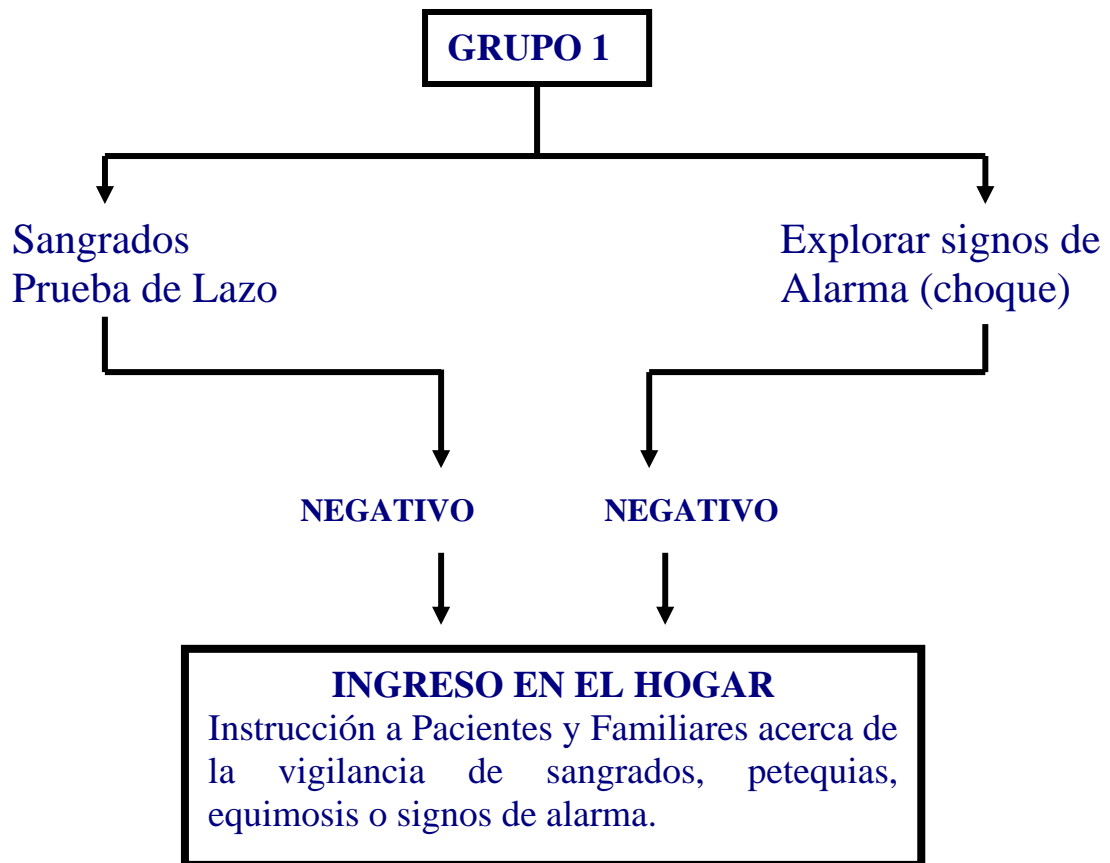 GRUPO 1
Sangrados
Prueba de Lazo
Explorar signos de
Alarma (choque)
NEGATIVO
NEGATIVO
INGRESO EN EL HOGAR
Instrucción a Pacientes y Familiares acerca de
la vigilancia de sangrados, petequias,
equimosis o signos de alarma.